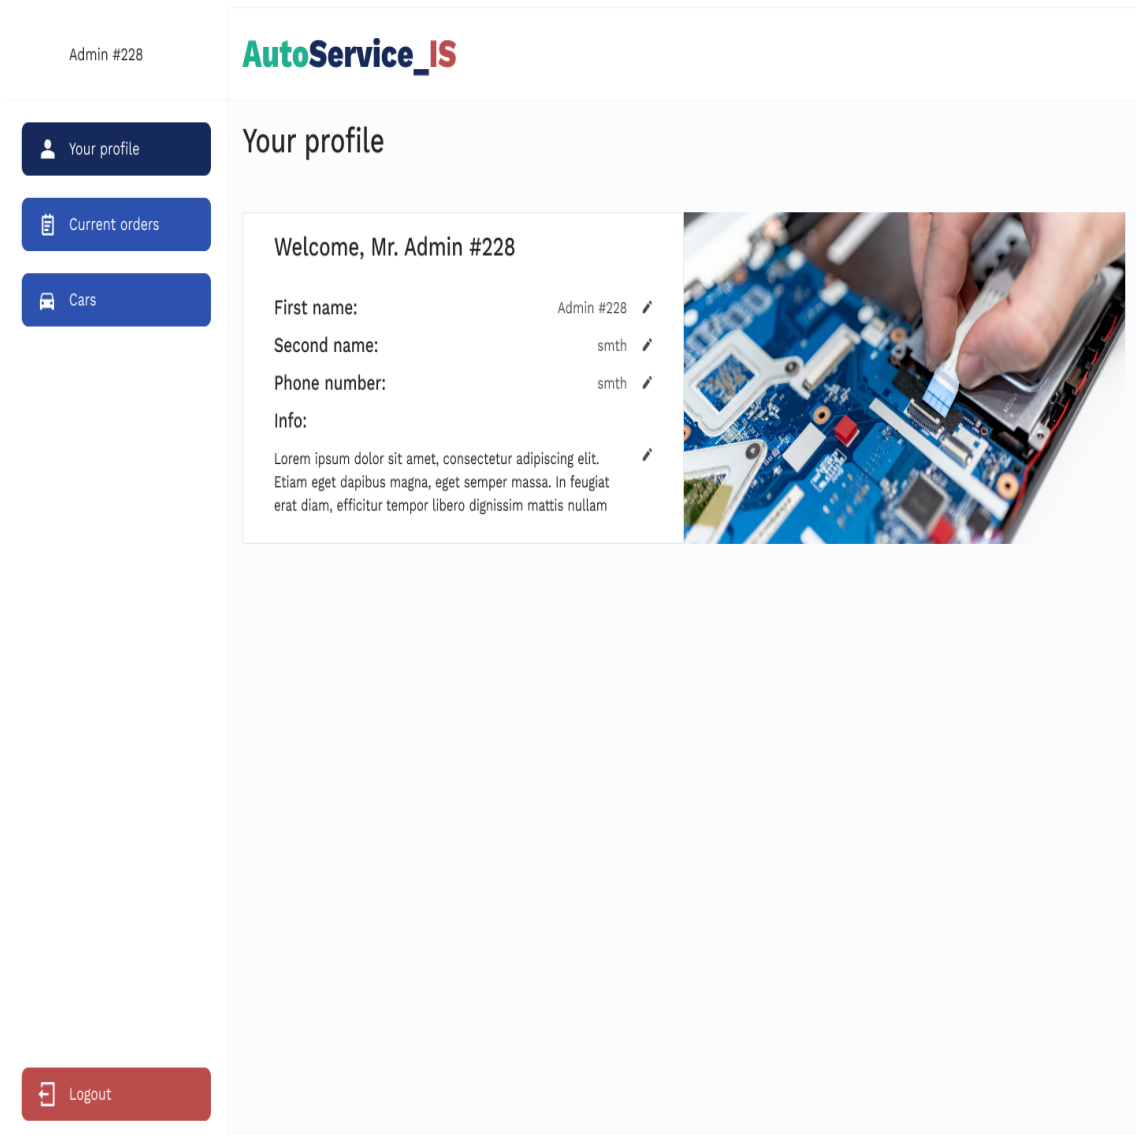 Admin #228
AutoService_IS
Your profile
Current orders
Cars
Logout
Your profile
Welcome, Mr. Admin #228
First name: Admin #228
Second name: smth
Phone number: smth
Info:
Lorem ipsum dolor sit amet, consectetur adipiscing elit.
Etiam eget dapibus magna, eget semper massa. In feugiat
erat diam, efficitur tempor libero dignissim mattis nullam